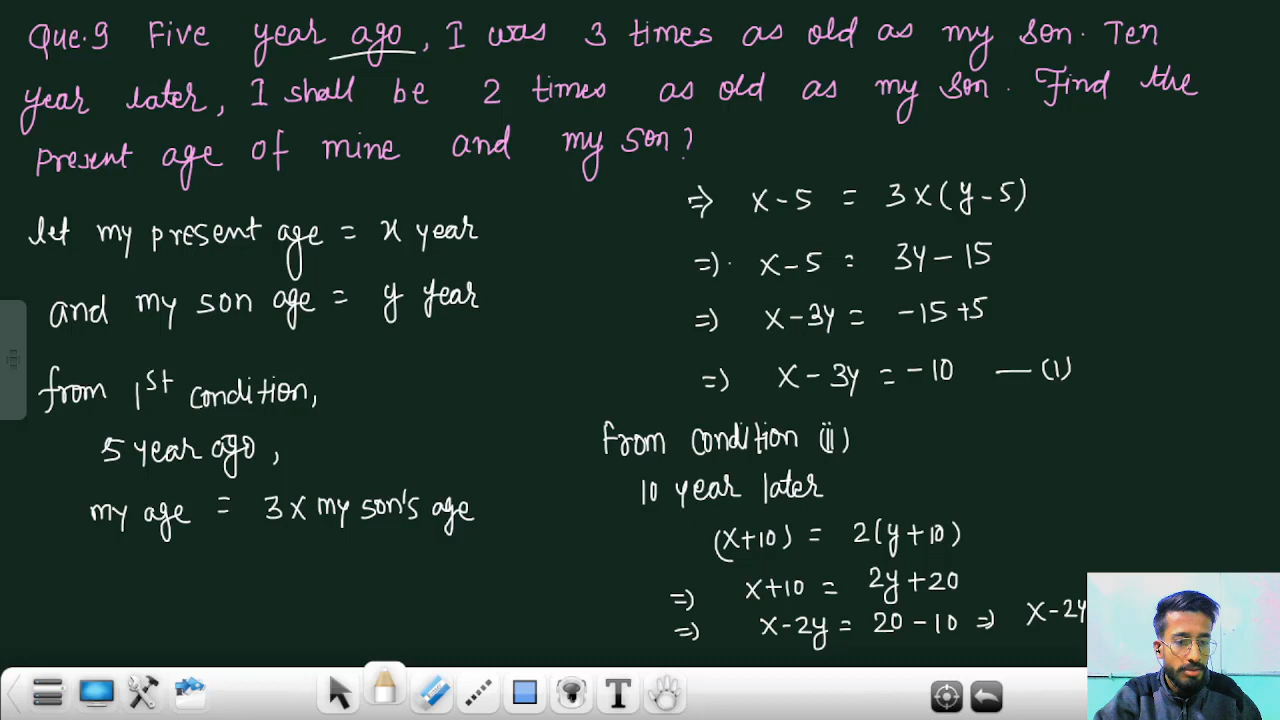 Que.9 Five year ago, I was 3 times as old as my son. Ten
year later, I shall be 2 times as old as my son. Find the
present age of mine and my son?
let my present age = x year
and my son age = y year
from 1st condition,
5 year ago,
my age = 3 x my son's age
=> x - 5 = 3 x (y - 5)
=> x - 5 = 3y - 15
=> x - 3y = -15 + 5
=> x - 3y = -10 — (1)
from condition (ii)
10 year later
(x+10) = 2(y+10)
=> x+10 = 2y+20
=> x-2y = 20 - 10 => x-2y
T